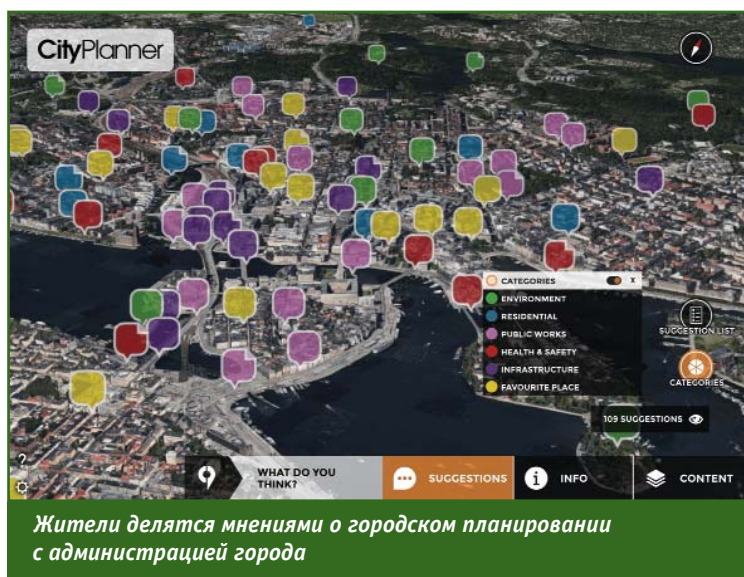 CityPlanner
CATEGORIES X
ENVIRONMENT
RESIDENTIAL
PUBLIC WORKS
HEALTH & SAFETY
INFRASTRUCTURE
FAVOURITE PLACE
SUGGESTION LIST
CATEGORIES
109 SUGGESTIONS
?
WHAT DO YOU
THINK?
SUGGESTIONS
INFO
CONTENT
Жители делятся мнениями о городском планировании
с администрацией города